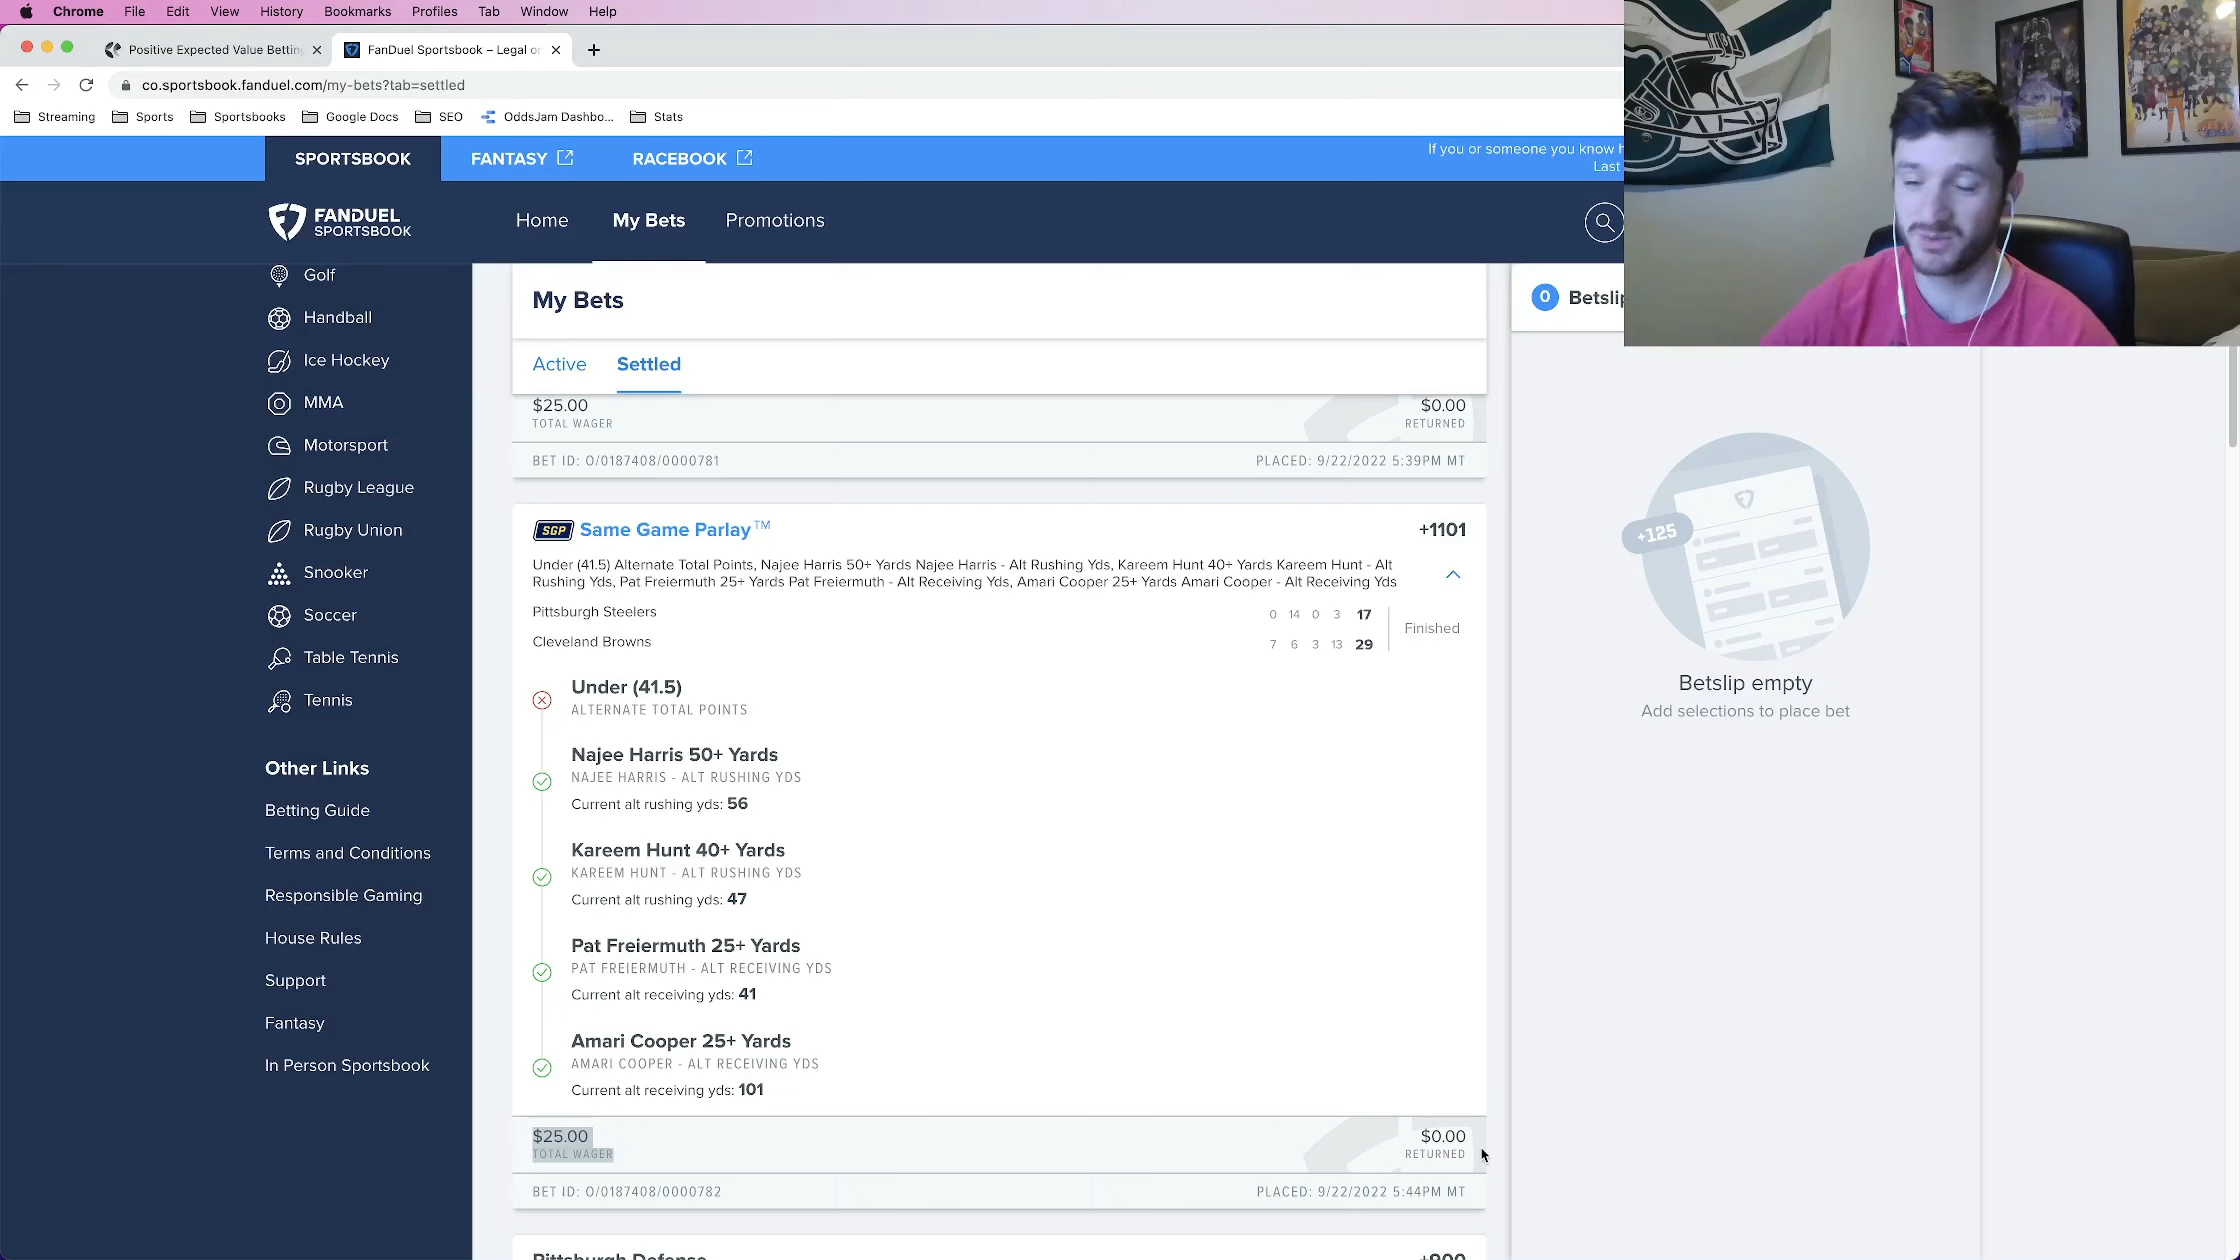 Chrome File Edit View History Bookmarks Profiles Tab Window Help
Positive Expected Value Bettin
FanDuel Sportsbook – Legal o
co.sportsbook.fanduel.com/my-bets?tab=settled
Streaming Sports Sportsbooks Google Docs SEO OddsJam Dashbo... Stats
SPORTSBOOK FANTASY RACEBOOK
If you or someone you know h
Last
FANDUEL
SPORTSBOOK
Home My Bets Promotions
Golf
Handball
Ice Hockey
MMA
Motorsport
Rugby League
Rugby Union
Snooker
Soccer
Table Tennis
Tennis
Other Links
Betting Guide
Terms and Conditions
Responsible Gaming
House Rules
Support
Fantasy
In Person Sportsbook
My Bets
Active Settled
$25.00 $0.00
TOTAL WAGER RETURNED
BET ID: O/0187408/0000781 PLACED: 9/22/2022 5:39PM MT
SGP Same Game Parlay™ +1101
Under (41.5) Alternate Total Points, Najee Harris 50+ Yards Najee Harris - Alt Rushing Yds, Kareem Hunt 40+ Yards Kareem Hunt - Alt
Rushing Yds, Pat Freiermuth 25+ Yards Pat Freiermuth - Alt Receiving Yds, Amari Cooper 25+ Yards Amari Cooper - Alt Receiving Yds
Pittsburgh Steelers 0 14 0 3 17
Finished
Cleveland Browns 7 6 3 13 29
Under (41.5)
ALTERNATE TOTAL POINTS
Najee Harris 50+ Yards
NAJEE HARRIS - ALT RUSHING YDS
Current alt rushing yds: 56
Kareem Hunt 40+ Yards
KAREEM HUNT - ALT RUSHING YDS
Current alt rushing yds: 47
Pat Freiermuth 25+ Yards
PAT FREIERMUTH - ALT RECEIVING YDS
Current alt receiving yds: 41
Amari Cooper 25+ Yards
AMARI COOPER - ALT RECEIVING YDS
Current alt receiving yds: 101
$25.00 $0.00
TOTAL WAGER RETURNED
BET ID: O/0187408/0000782 PLACED: 9/22/2022 5:44PM MT
Pittsburgh Defense +900
0 Betslip
+125
Betslip empty
Add selections to place bet